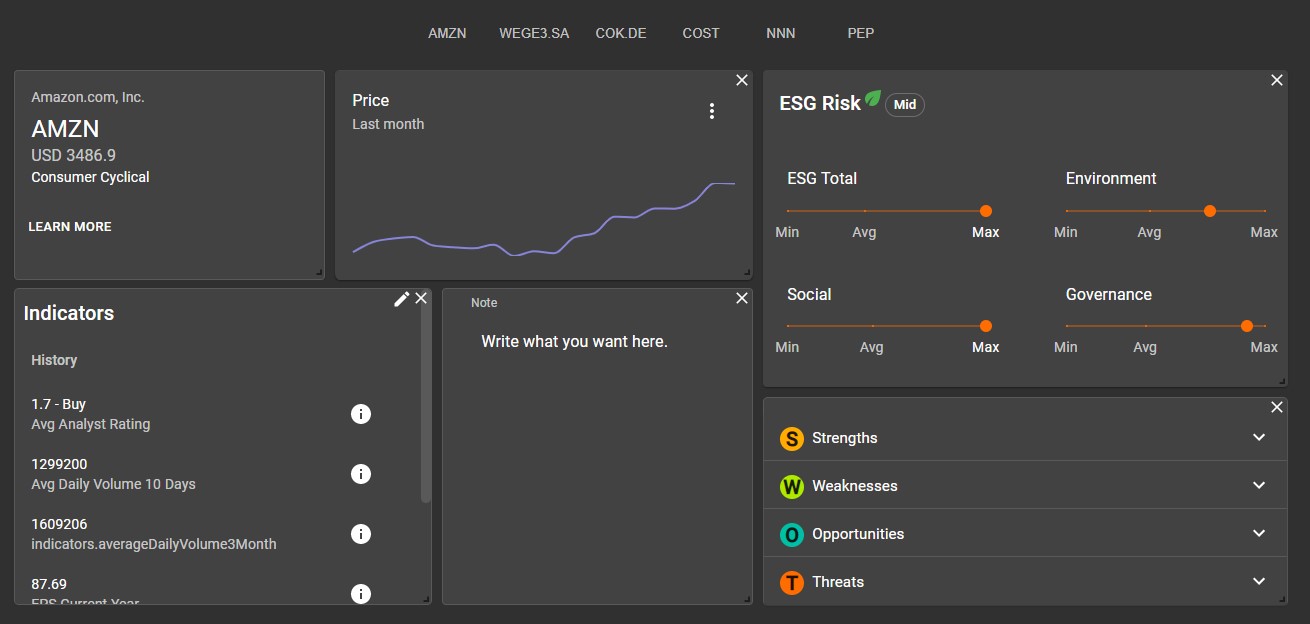 AMZN WEGE3.SA COK.DE COST NNN PEP
Amazon.com, Inc.
AMZN
USD 3486.9
Consumer Cyclical
LEARN MORE
Price
Last month
ESG Risk Mid
ESG Total
Min Avg Max
Environment
Min Avg Max
Social
Min Avg Max
Governance
Min Avg Max
Indicators
History
1.7 - Buy
Avg Analyst Rating
1299200
Avg Daily Volume 10 Days
1609206
indicators.averageDailyVolume3Month
87.69
EPS Current Year
Note
Write what you want here.
S Strengths
W Weaknesses
O Opportunities
T Threats